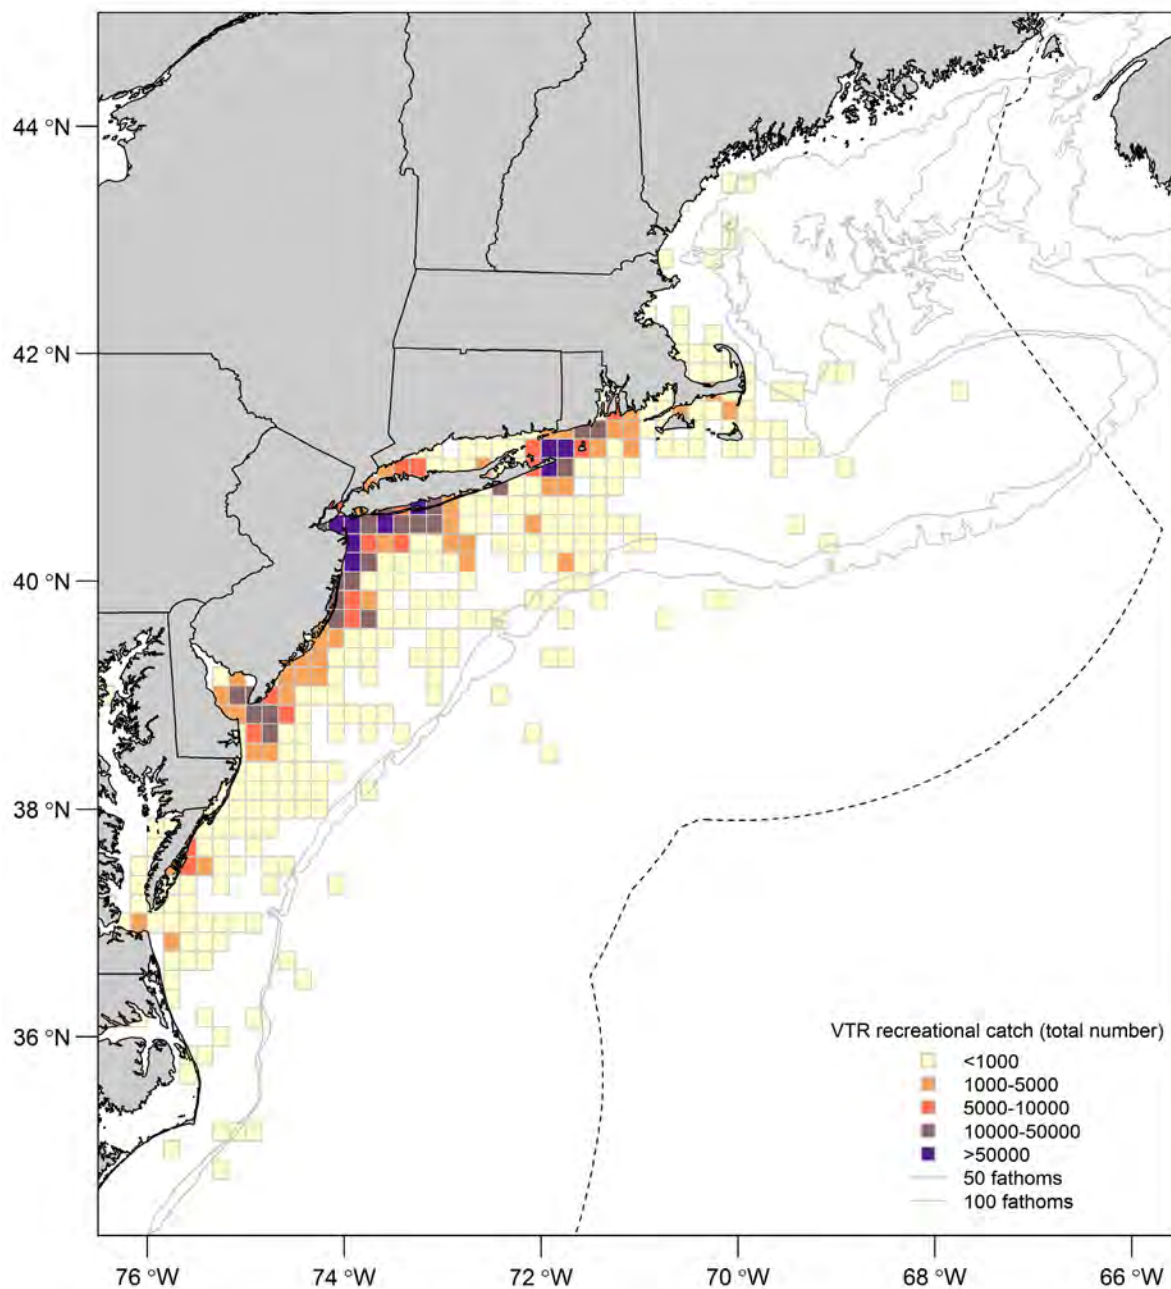 44 °N
42 °N
40 °N
38 °N
36 °N
VTR recreational catch (total number)
<1000
1000-5000
5000-10000
10000-50000
>50000
50 fathoms
100 fathoms
76 °W
74 °W
72 °W
70 °W
68 °W
66 °W